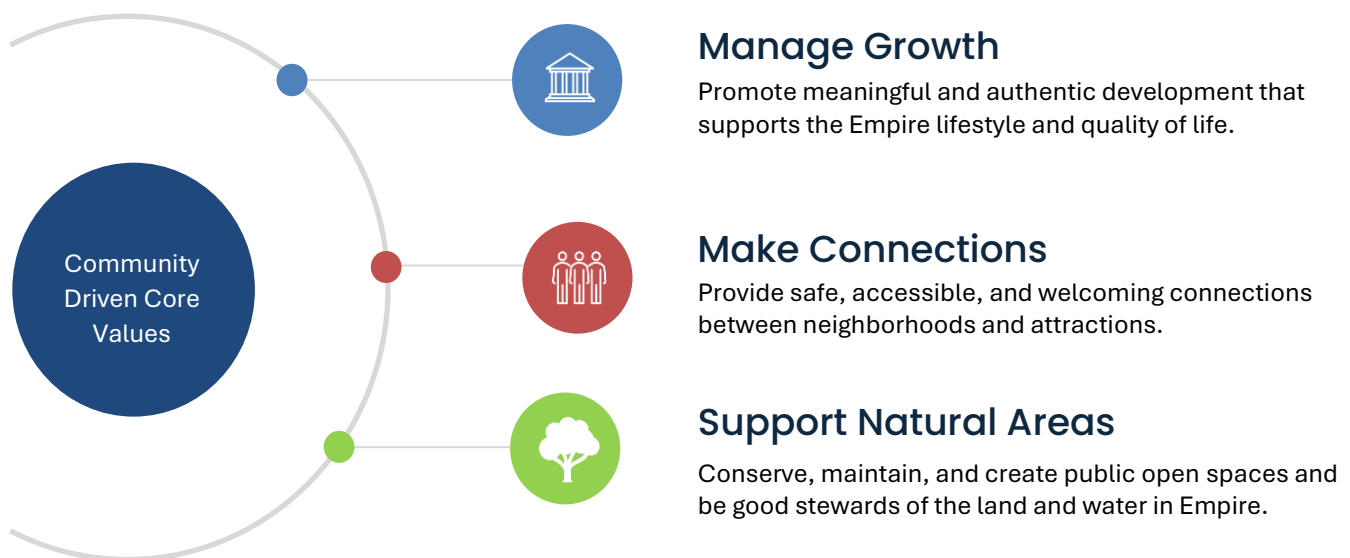 Community
Driven Core
Values
Manage Growth
Promote meaningful and authentic development that
supports the Empire lifestyle and quality of life.
Make Connections
Provide safe, accessible, and welcoming connections
between neighborhoods and attractions.
Support Natural Areas
Conserve, maintain, and create public open spaces and
be good stewards of the land and water in Empire.